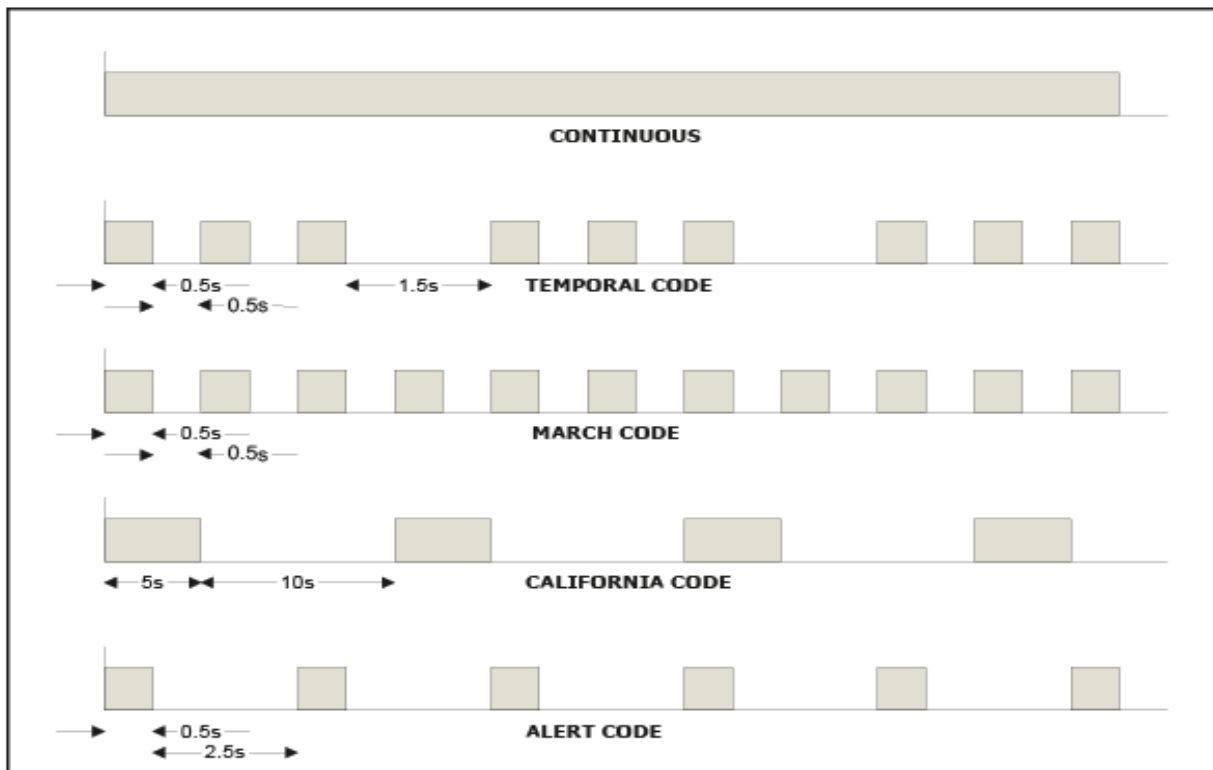 CONTINUOUS
0.5s
1.5s
TEMPORAL CODE
0.5s
0.5s
MARCH CODE
0.5s
5s
10s
CALIFORNIA CODE
0.5s
ALERT CODE
2.5s